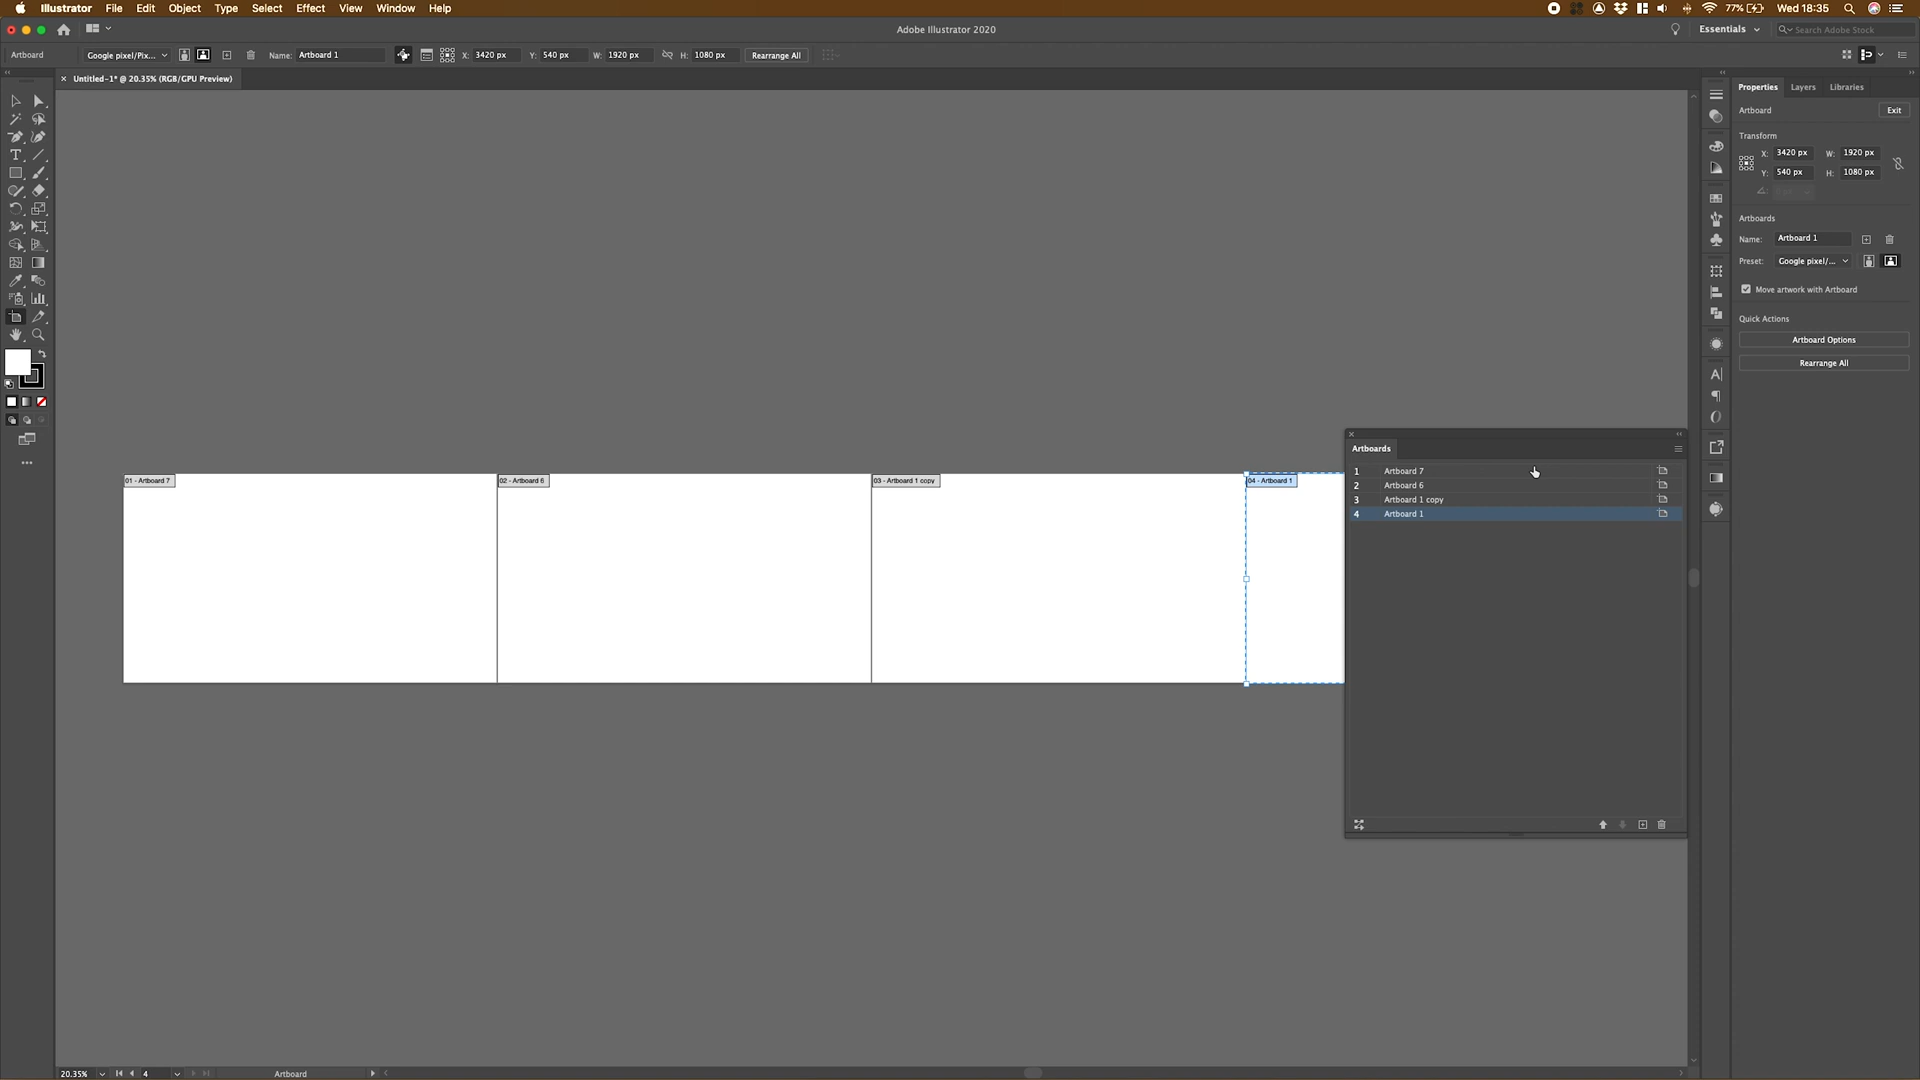 Illustrator File Edit Object Type Select Effect View Window Help
77% Wed 18:35
Adobe Illustrator 2020
Essentials
Search Adobe Stock
Artboard Google pixel/Pix... Name: Artboard 1 X: 3420 px Y: 540 px W: 1920 px H: 1080 px Rearrange All
× Untitled-1* @ 20.35% (RGB/GPU Preview)
Properties Layers Libraries
Artboard Exit
Transform
X: 3420 px W: 1920 px
Y: 540 px H: 1080 px
Artboards
Name: Artboard 1
Preset: Google pixel/...
Move artwork with Artboard
Quick Actions
Artboard Options
Rearrange All
01 - Artboard 7
02 - Artboard 6
03 - Artboard 1 copy
04 - Artboard 1
Artboards
1 Artboard 7
2 Artboard 6
3 Artboard 1 copy
4 Artboard 1
20.35% 4 Artboard